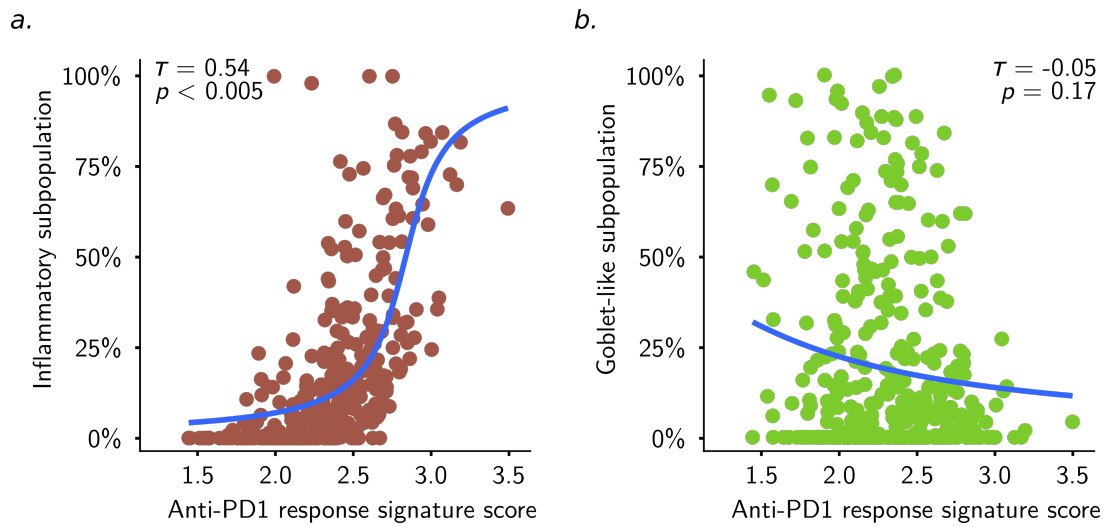 a.
τ = 0.54
p < 0.005
Inflammatory subpopulation
100%
75%
50%
25%
0%
1.5 2.0 2.5 3.0 3.5
Anti-PD1 response signature score
b.
τ = -0.05
p = 0.17
Goblet-like subpopulation
100%
75%
50%
25%
0%
1.5 2.0 2.5 3.0 3.5
Anti-PD1 response signature score